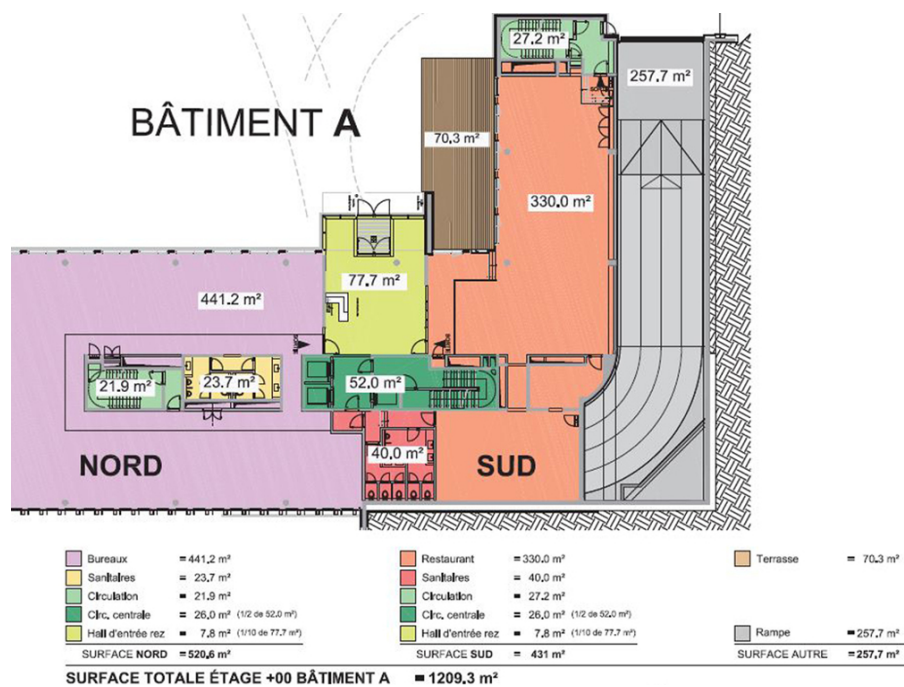 27.2 m²
257.7 m²
BÂTIMENT A
70.3 m²
330.0 m²
77.7 m²
441.2 m²
52.0 m²
21.9 m²
23.7 m²
40.0 m²
NORD
SUD
Bureaux = 441.2 m²
Sanitaires = 23.7 m²
Circulation = 21.9 m²
Circ. centrale = 26.0 m² (1/2 de 52.0 m²)
Hall d'entrée rez = 7.8 m² (1/10 de 77.7 m²)
SURFACE NORD = 520.6 m²
Restaurant = 330.0 m²
Sanitaires = 40.0 m²
Circulation = 27.2 m²
Circ. centrale = 26.0 m² (1/2 de 52.0 m²)
Hall d'entrée rez = 7.8 m² (1/10 de 77.7 m²)
SURFACE SUD = 431 m²
Terrasse = 70.3 m²
Rampe = 257.7 m²
SURFACE AUTRE = 257.7 m²
SURFACE TOTALE ÉTAGE +00 BÂTIMENT A = 1209.3 m²